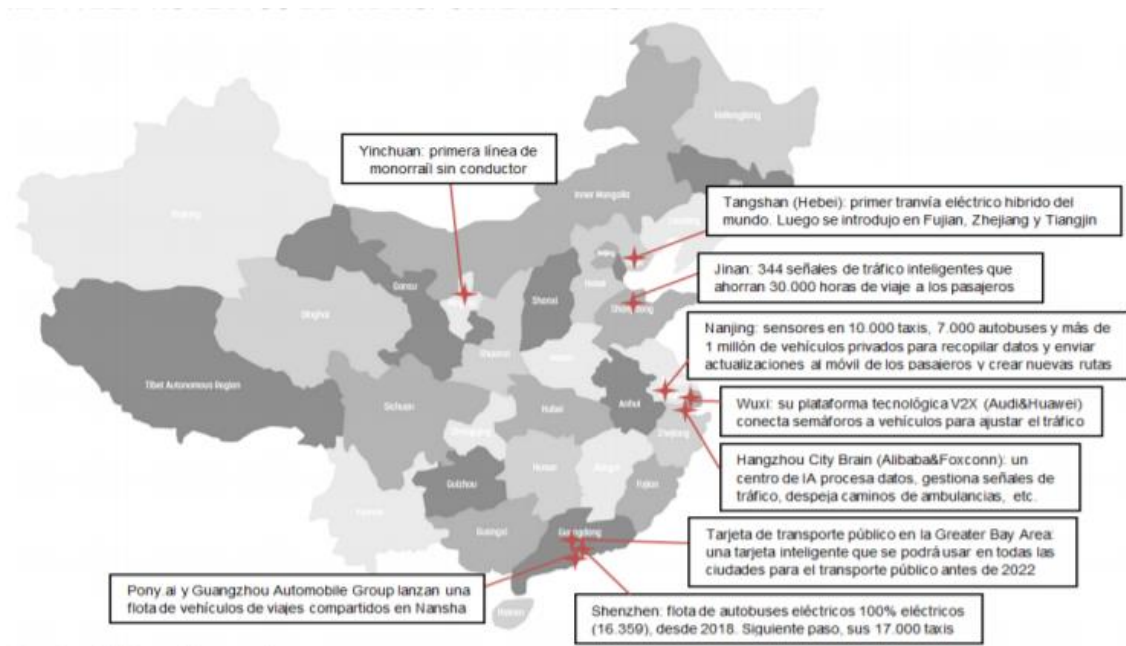 Yinchuan: primera línea de
monorraíl sin conductor
Tangshan (Hebei): primer tranvía eléctrico híbrido del
mundo. Luego se introdujo en Fujian, Zhejiang y Tiangjin
Jinan: 344 señales de tráfico inteligentes que
ahorran 30.000 horas de viaje a los pasajeros
Nanjing: sensores en 10.000 taxis, 7.000 autobuses y más de
1 millón de vehículos privados para recopilar datos y enviar
actualizaciones al móvil de los pasajeros y crear nuevas rutas
Wuxi: su plataforma tecnológica V2X (Audi&Huawei)
conecta semáforos a vehículos para ajustar el tráfico
Hangzhou City Brain (Alibaba&Foxconn): un
centro de IA procesa datos, gestiona señales de
tráfico, despeja caminos de ambulancias, etc.
Tarjeta de transporte público en la Greater Bay Area:
una tarjeta inteligente que se podrá usar en todas las
ciudades para el transporte público antes de 2022
Pony.ai y Guangzhou Automobile Group lanzan una
flota de vehículos de viajes compartidos en Nansha
Shenzhen: flota de autobuses eléctricos 100% eléctricos
(16.359), desde 2018. Siguiente paso, sus 17.000 taxis
Inner Mongolia
Gansu
Qinghai
Tibet Autonomous Region
Sichuan
Hubei
Anhui
Hunan
Fujian
Guangxi
Guangdong